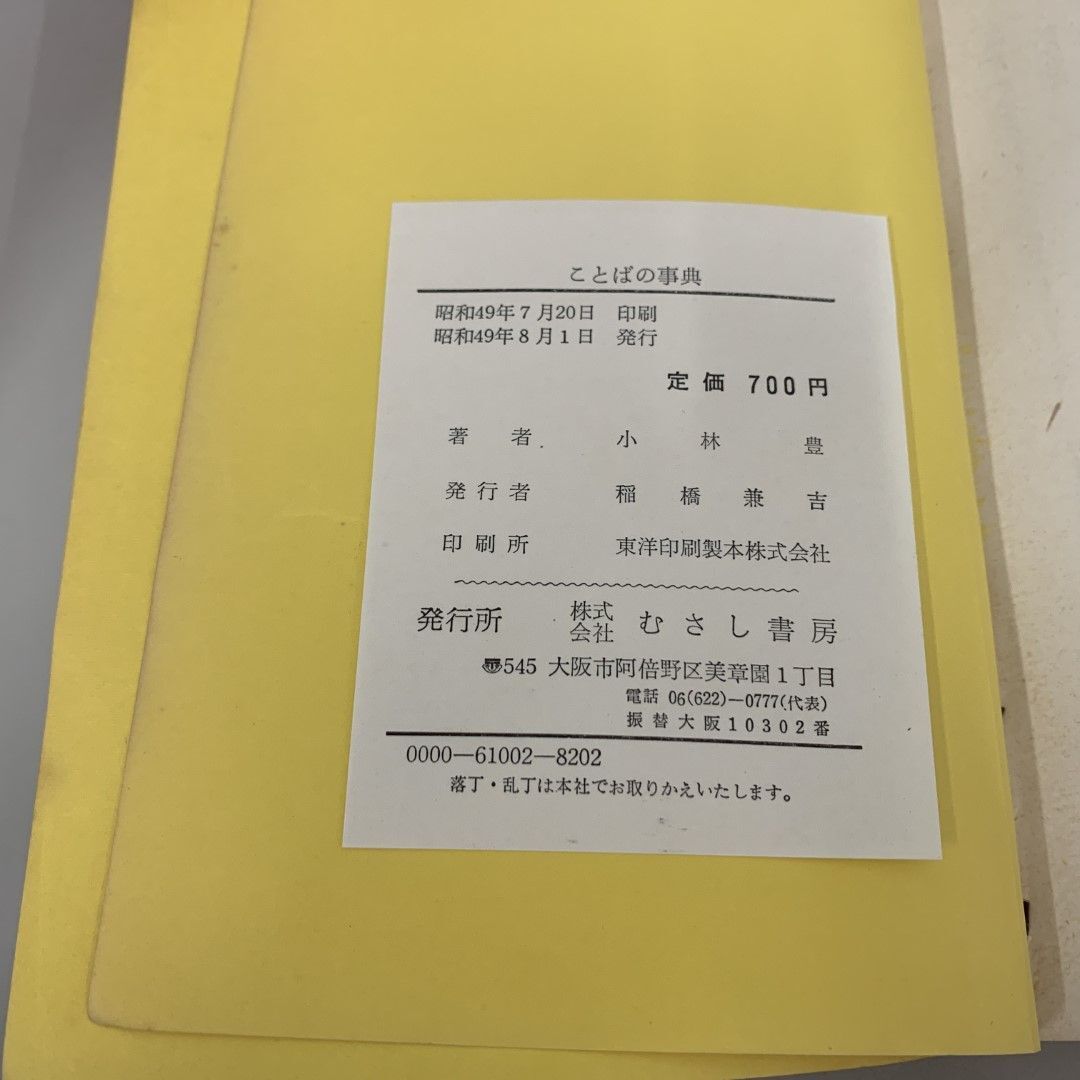 ことばの事典
昭和49年7月20日 印刷
昭和49年8月1日 発行
定価 700円
著者 小林豊
発行者 稲橋兼吉
印刷所 東洋印刷製本株式会社
発行所 株式会社 むさし書房
〠545 大阪市阿倍野区美章園1丁目
電話 06(622)―0777(代表)
振替大阪10302番
0000―61002―8202
落丁・乱丁は本社でお取りかえいたします。